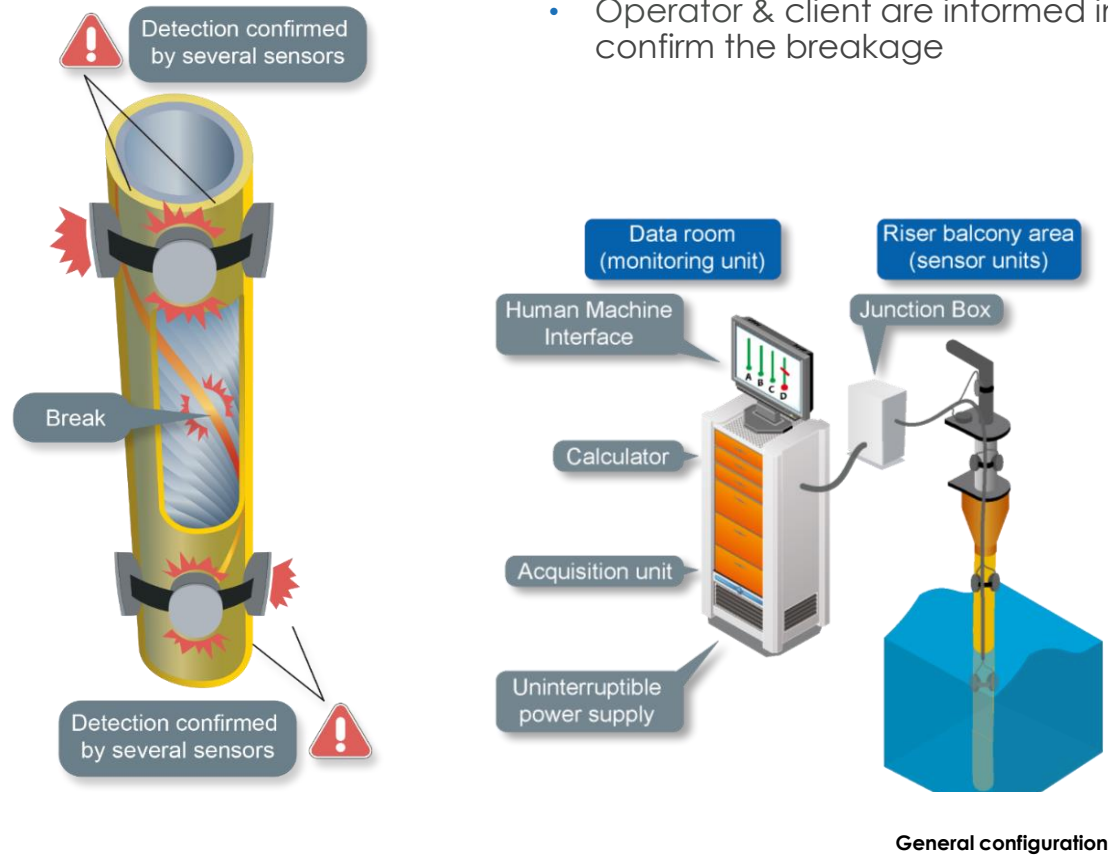 Detection confirmed
by several sensors
• Operator & client are informed
confirm the breakage
Break
Detection confirmed
by several sensors
Data room
(monitoring unit)
Riser balcony area
(sensor units)
Human Machine
Interface
Junction Box
A B C D
Calculator
Acquisition unit
Uninterruptible
power supply
General configuration